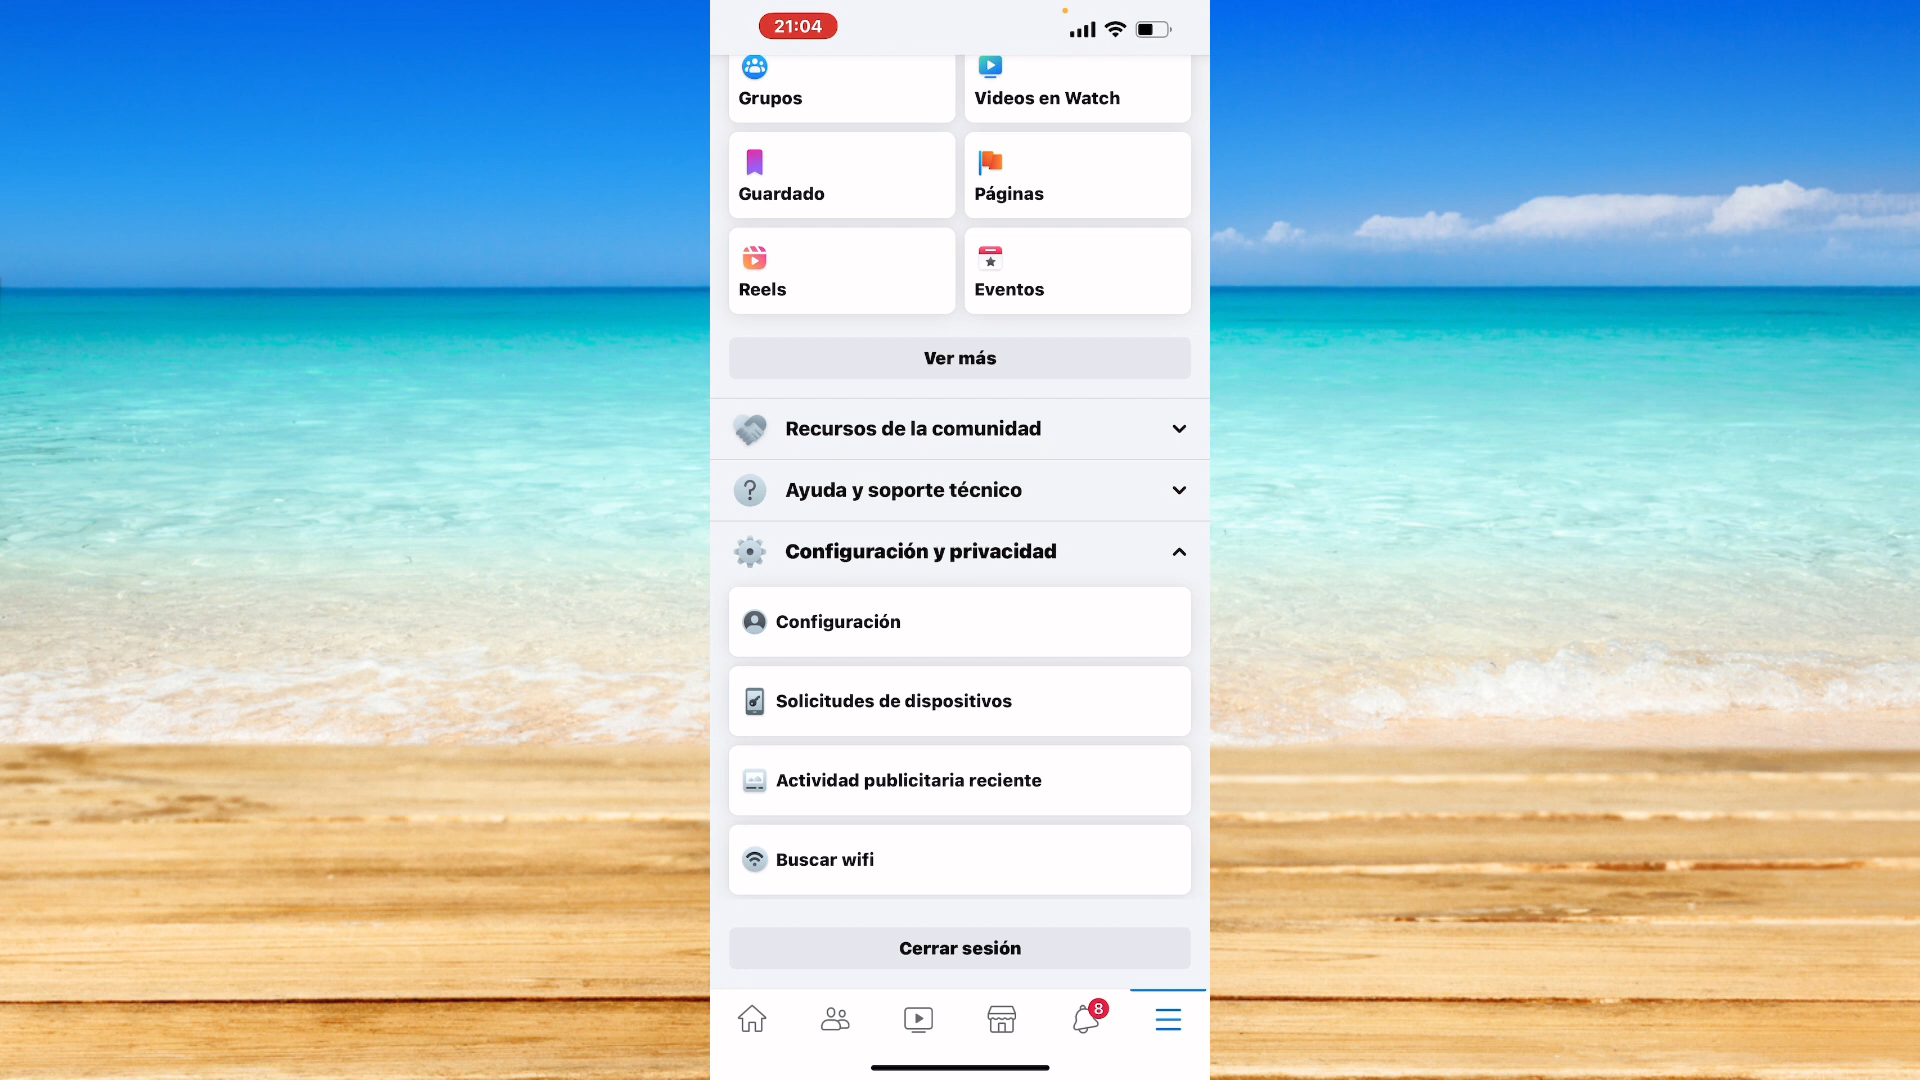 21:04
Grupos
Videos en Watch
Guardado
Páginas
Reels
Eventos
Ver más
Recursos de la comunidad
? Ayuda y soporte técnico
Configuración y privacidad
Configuración
Solicitudes de dispositivos
Actividad publicitaria reciente
Buscar wifi
Cerrar sesión
8